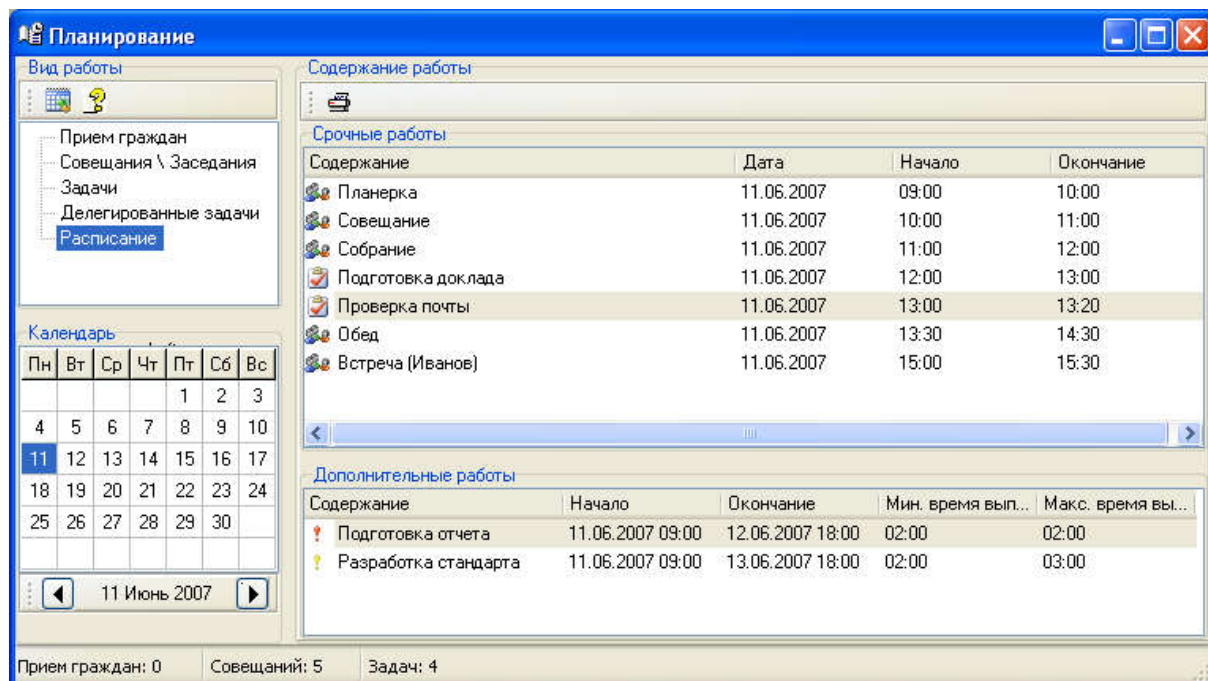 Планирование
Вид работы
Прием граждан
Совещания \ Заседания
Задачи
Делегированные задачи
Расписание
Календарь
Пн Вт Ср Чт Пт Сб Вс
1 2 3
4 5 6 7 8 9 10
11 12 13 14 15 16 17
18 19 20 21 22 23 24
25 26 27 28 29 30
11 Июнь 2007
Содержание работы
Срочные работы
Содержание Дата Начало Окончание
Планерка 11.06.2007 09:00 10:00
Совещание 11.06.2007 10:00 11:00
Собрание 11.06.2007 11:00 12:00
Подготовка доклада 11.06.2007 12:00 13:00
Проверка почты 11.06.2007 13:00 13:20
Обед 11.06.2007 13:30 14:30
Встреча (Иванов) 11.06.2007 15:00 15:30
Дополнительные работы
Содержание Начало Окончание Мин. время вып... Макс. время вы...
Подготовка отчета 11.06.2007 09:00 12.06.2007 18:00 02:00 02:00
Разработка стандарта 11.06.2007 09:00 13.06.2007 18:00 02:00 03:00
Прием граждан: 0 Совещаний: 5 Задач: 4